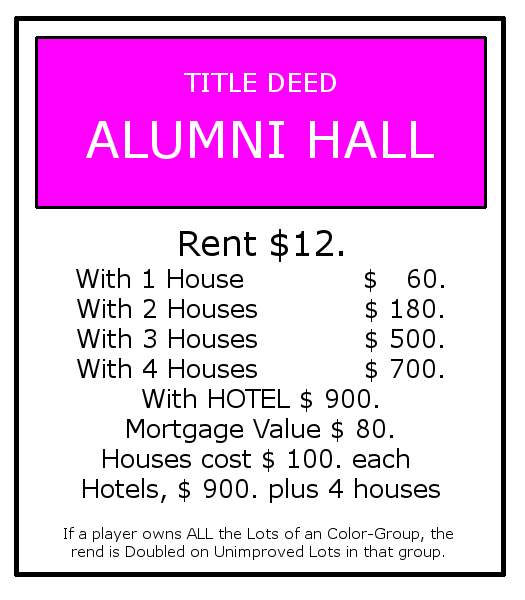 TITLE DEED
ALUMNI HALL
Rent $12.
With 1 House $ 60.
With 2 Houses $ 180.
With 3 Houses $ 500.
With 4 Houses $ 700.
With HOTEL $ 900.
Mortgage Value $ 80.
Houses cost $ 100. each
Hotels, $ 900. plus 4 houses
If a player owns ALL the Lots of an Color-Group, the
rend is Doubled on Unimproved Lots in that group.